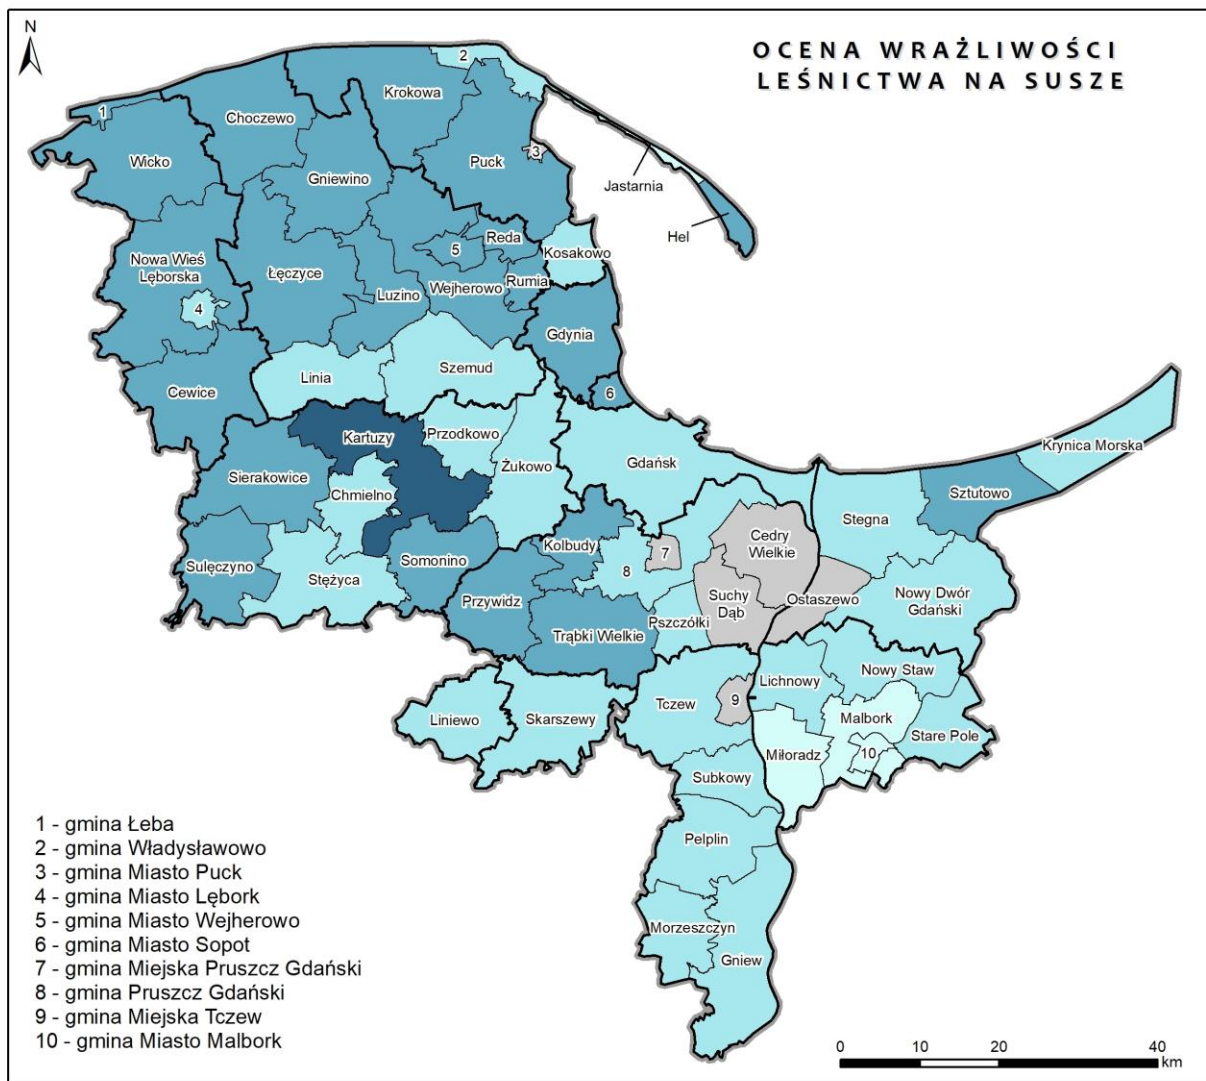 N
OCENA WRAŻLIWOŚCI
LEŚNICTWA NA SUSZE
2
Krokowa
1
Choczewo
Wicko
Puck
3
Gniewino
Jastarnia
Hel
Reda
5
Kosakowo
Nowa Wieś
Lęborska
Łęczyce
Rumia
Wejherowo
Luzino
4
Gdynia
Szemud
Linia
Cewice
6
Kartuzy
Przodkowo
Krynica Morska
Gdańsk
Żukowo
Sierakowice
Chmielno
Sztutowo
Stegna
Cedry
Wielkie
Kolbudy
7
Somonino
Sulęczyno
8
Stężyca
Suchy
Dąb
Nowy Dwór
Gdański
Przywidz
Ostaszewo
Pszczółki
Trąbki Wielkie
Nowy Staw
Lichnowy
Tczew
9
Liniewo
Skarszewy
Malbork
Stare Pole
Miłoradz
10
Subkowy
Pelplin
Morzeszczyn
Gniew
1 - gmina Łeba
2 - gmina Władysławowo
3 - gmina Miasto Puck
4 - gmina Miasto Lębork
5 - gmina Miasto Wejherowo
6 - gmina Miasto Sopot
7 - gmina Miejska Pruszcz Gdański
8 - gmina Pruszcz Gdański
9 - gmina Miejska Tczew
10 - gmina Miasto Malbork
0 10 20 40
km